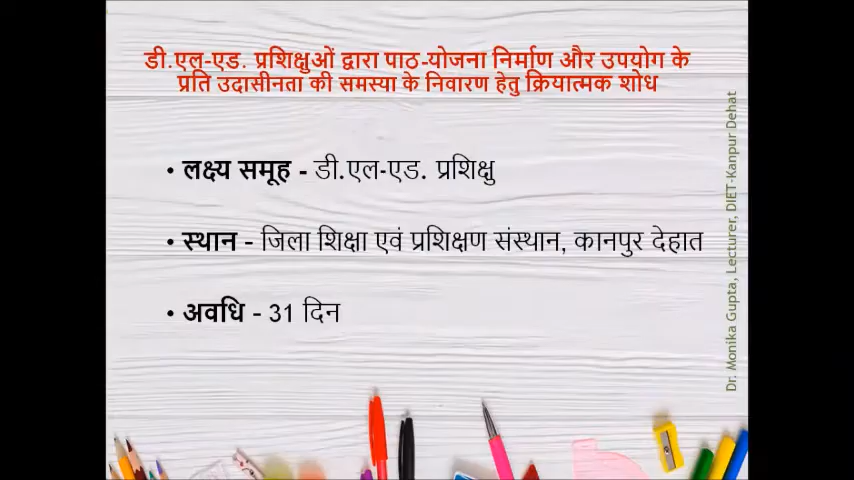 डी.एल-एड. प्रशिक्षुओं द्वारा पाठ-योजना निर्माण और उपयोग के
प्रति उदासीनता की समस्या के निवारण हेतु क्रियात्मक शोध
• लक्ष्य समूह - डी.एल-एड. प्रशिक्षु
• स्थान - जिला शिक्षा एवं प्रशिक्षण संस्थान, कानपुर देहात
• अवधि - 31 दिन
Dr. Monika Gupta, Lecturer, DIET-Kanpur Dehat